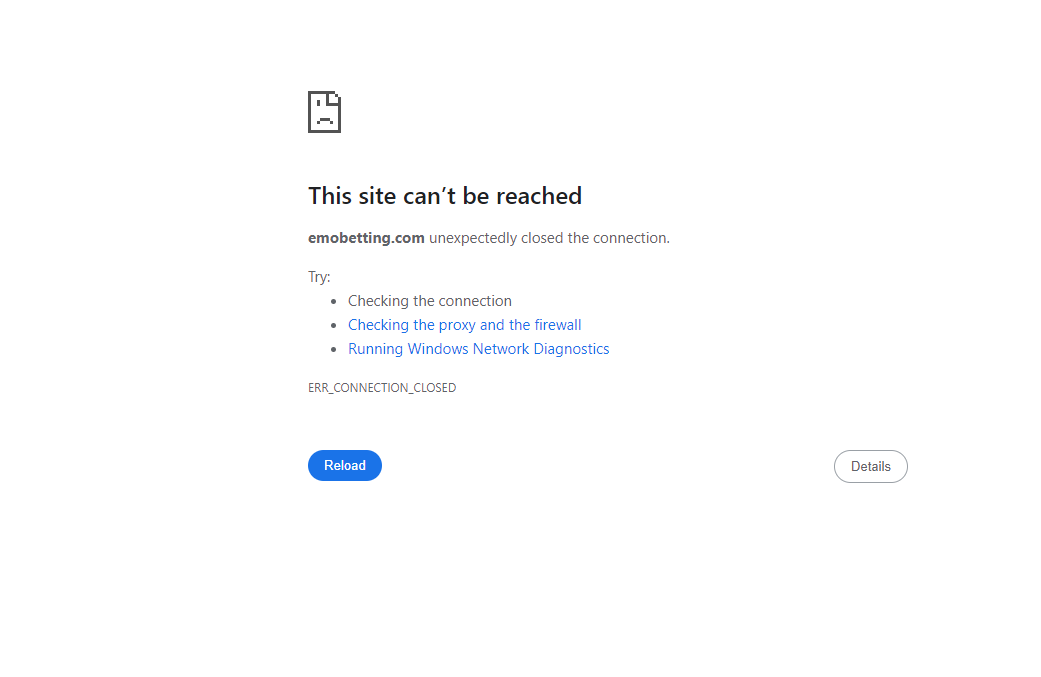 This site can’t be reached
emobetting.com unexpectedly closed the connection.
Try:
Checking the connection
Checking the proxy and the firewall
Running Windows Network Diagnostics
ERR_CONNECTION_CLOSED
Reload
Details